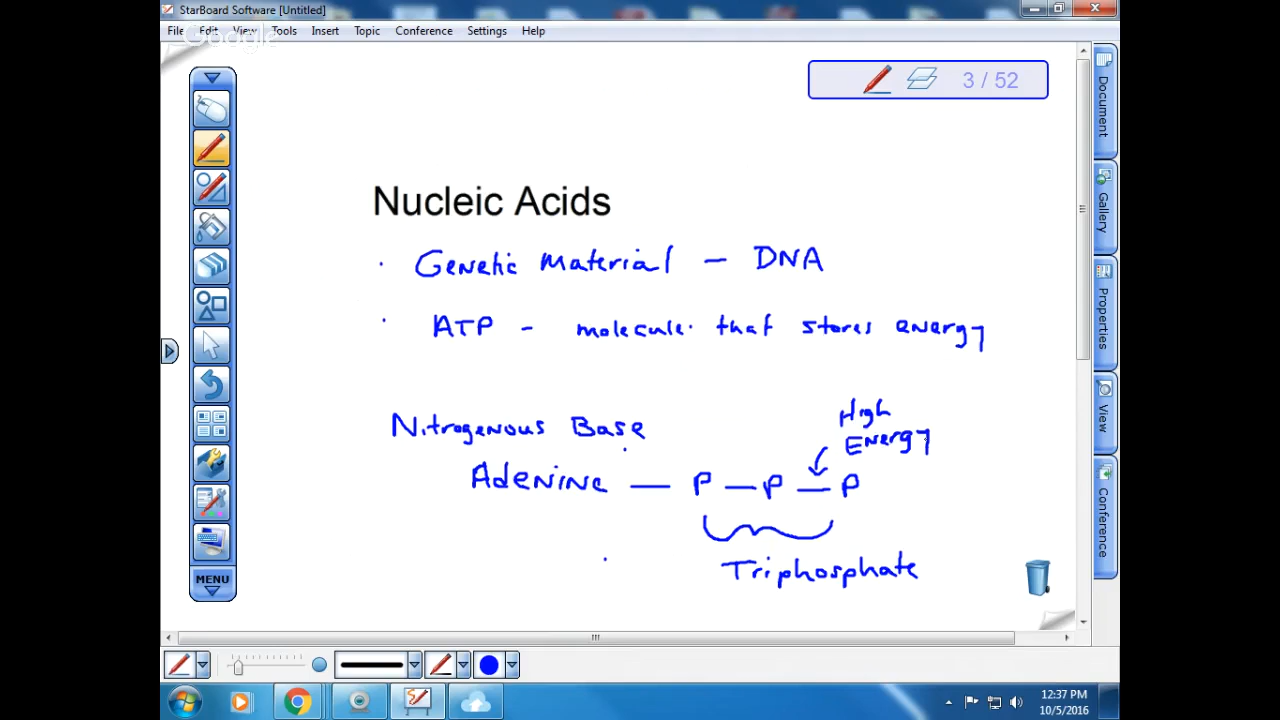 StarBoard Software [Untitled]
File Edit View Tools Insert Topic Conference Settings Help
Google
3 / 52
Document
Gallery
Properties
View
Conference
Nucleic Acids
· Genetic Material — DNA
· ATP - molecule that stores energy
Nitrogenous Base
High
Energy
Adenine — P — P — P
Triphosphate
MENU
12:37 PM
10/5/2016